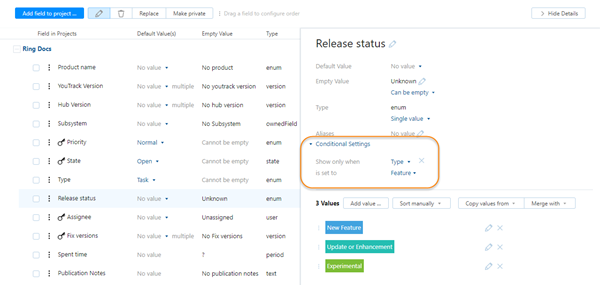 Add field to project ...
Replace
Make private
Drag a field to configure order
> Hide Details
Field in Projects Default Value(s) Empty Value Type
Ring Docs
Product name No value No product enum
YouTrack Version No value multiple No youtrack version version
Hub Version No value multiple No hub version version
Subsystem No value No Subsystem ownedField
Priority Normal Cannot be empty enum
State Open Cannot be empty state
Type Task Cannot be empty enum
Release status No value Unknown enum
Assignee No value Unassigned user
Fix versions No value multiple No Fix versions version
Spent time No value ? period
Publication Notes No value No publication text text
Release status
Default Value No value
Empty Value Unknown
Can be empty
Type enum
Single value
Aliases No value
Conditional Settings
Show only when Type
is set to Feature
3 Values Add value ... Sort manually Copy values from Merge with
New Feature
Update or Enhancement
Experimental